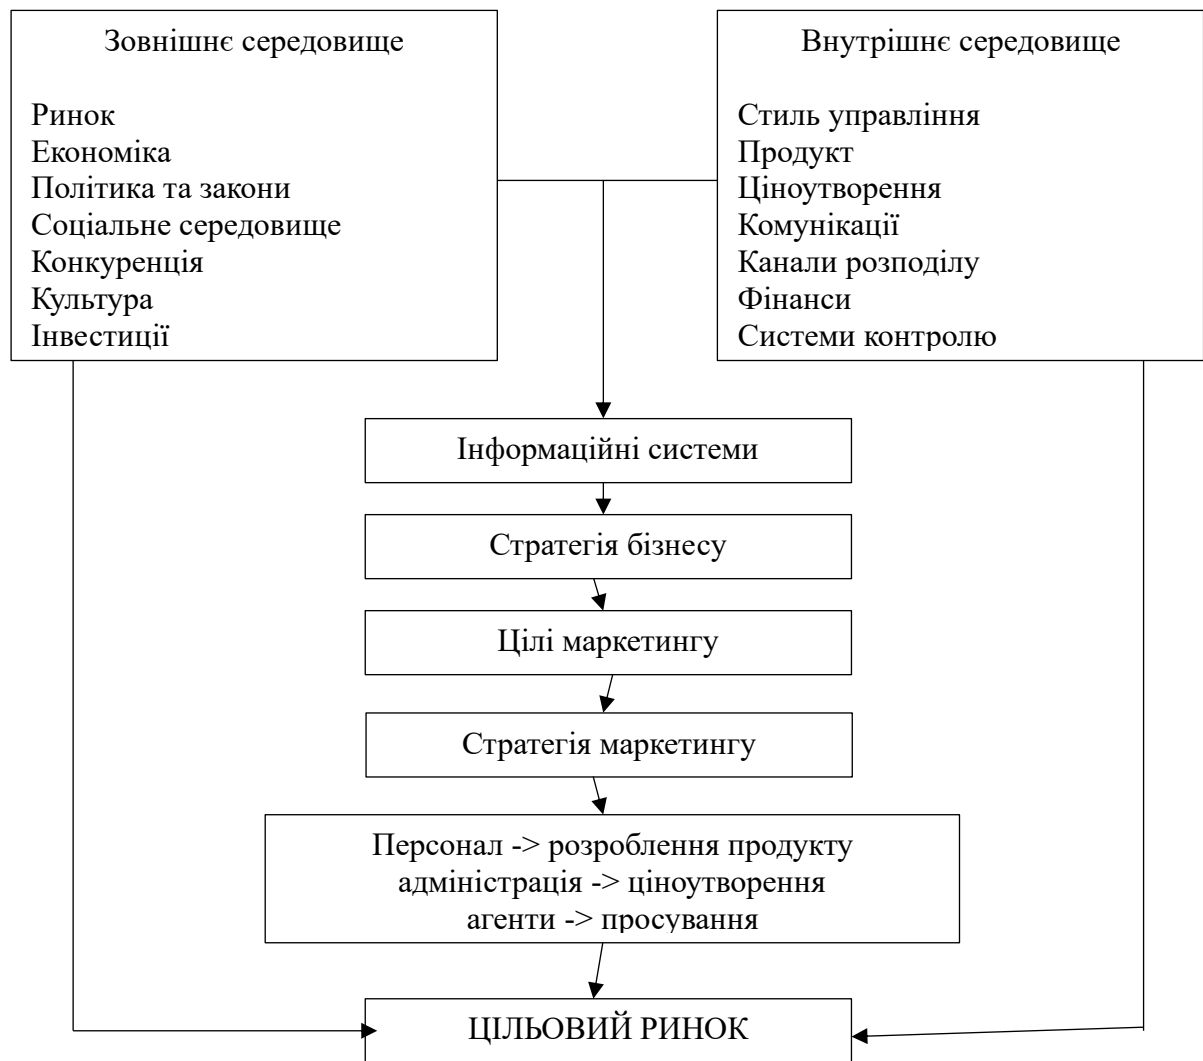 Зовнішнє середовище
Ринок
Економіка
Політика та закони
Соціальне середовище
Конкуренція
Культура
Інвестиції
Внутрішнє середовище
Стиль управління
Продукт
Ціноутворення
Комунікації
Канали розподілу
Фінанси
Системи контролю
Інформаційні системи
Стратегія бізнесу
Цілі маркетингу
Стратегія маркетингу
Персонал -> розроблення продукту
адміністрація -> ціноутворення
агенти -> просування
ЦІЛЬОВИЙ РИНОК